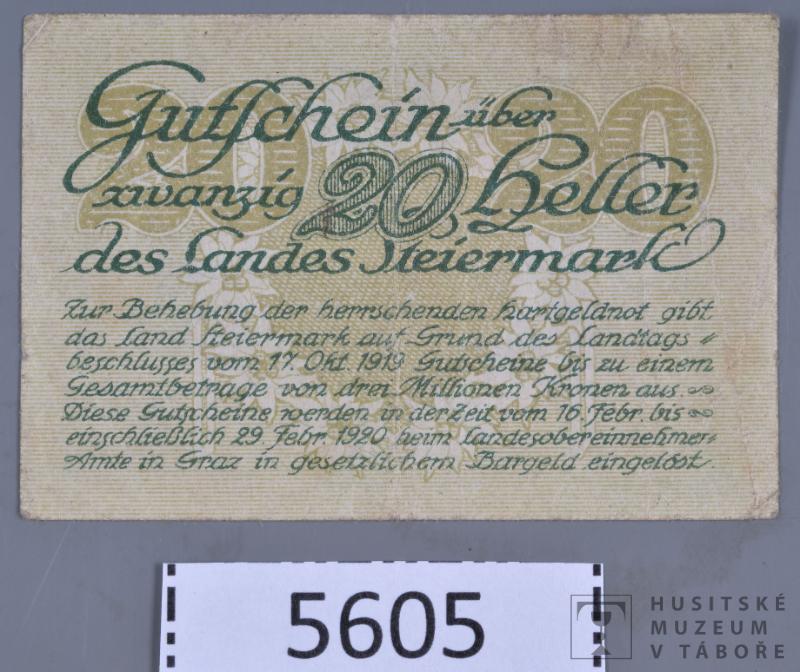 Gutschein über
zwanzig 20 Heller
des Landes Steiermark
Zur Behebung der herrschenden Hartgeldnot gibt
das Land Steiermark auf Grund des Landtags=
beschlusses vom 17. Okt. 1919 Gutscheine bis zu einem
Gesamtbetrage von drei Millionen Kronen aus.
Diese Gutscheine werden in der Zeit vom 16. Febr. bis
einschließlich 29. Febr. 1920 beim Landesobereinnehmer=
Amte in Graz in gesetzlichem Bargeld eingelöst.
20 20
5605
HUSITSKÉ
MUZEUM
V TÁBOŘE